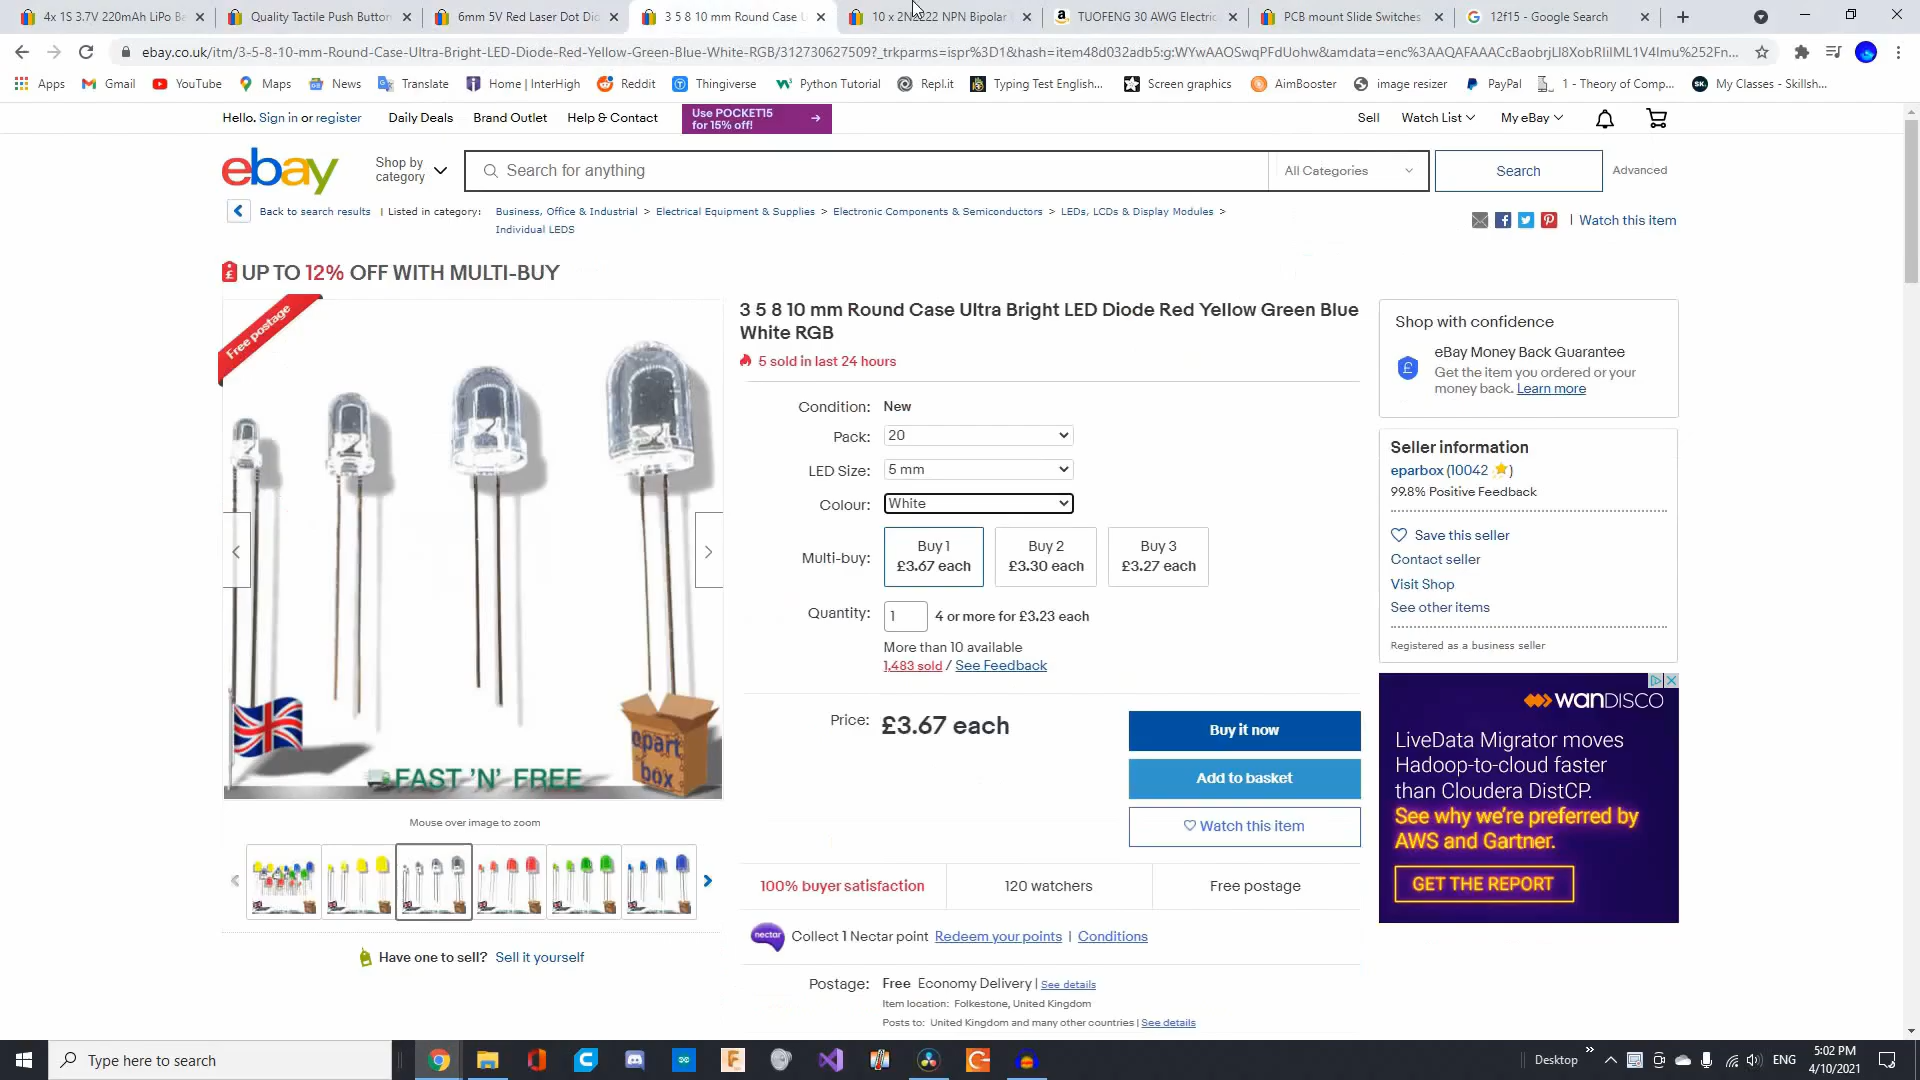 4x 1S 3.7V 220mAh LiPo Ba
Quality Tactile Push Button
6mm 5V Red Laser Dot Dio
3 5 8 10 mm Round Case U
10 x 2N2222 NPN Bipolar
TUOFENG 30 AWG Electric
PCB mount Slide Switches
12f15 - Google Search
ebay.co.uk/itm/3-5-8-10-mm-Round-Case-Ultra-Bright-LED-Diode-Red-Yellow-Green-Blue-White-RGB/312730627509?_trkparms=ispr%3D1&hash=item48d032adb5:g:WYwAAOSwqPFdUohw&amdata=enc%3AAQAFAAACcBaobrjLl8XobRIiIML1V4Imu%252Fn...
Apps
Gmail
YouTube
Maps
News
Translate
Home | InterHigh
Reddit
Thingiverse
Python Tutorial
Repl.it
Typing Test English...
Screen graphics
AimBooster
image resizer
PayPal
1 - Theory of Comp...
My Classes - Skillsh...
Hello. Sign in or register
Daily Deals
Brand Outlet
Help & Contact
Use POCKET15
for 15% off!
Sell
Watch List
My eBay
ebay
Shop by
category
Search for anything
All Categories
Search
Advanced
Back to search results
| Listed in category:
Business, Office & Industrial > Electrical Equipment & Supplies > Electronic Components & Semiconductors > LEDs, LCDs & Display Modules >
Individual LEDS
| Watch this item
£ UP TO 12% OFF WITH MULTI-BUY
Free postage
epart
box
FAST 'N' FREE
Mouse over image to zoom
Have one to sell? Sell it yourself
3 5 8 10 mm Round Case Ultra Bright LED Diode Red Yellow Green Blue
White RGB
5 sold in last 24 hours
Condition: New
Pack: 20
LED Size: 5 mm
Colour: White
Multi-buy:
Buy 1
£3.67 each
Buy 2
£3.30 each
Buy 3
£3.27 each
Quantity: 1 4 or more for £3.23 each
More than 10 available
1,483 sold / See Feedback
Price: £3.67 each
Buy it now
Add to basket
Watch this item
100% buyer satisfaction
120 watchers
Free postage
nectar
Collect 1 Nectar point Redeem your points | Conditions
Postage: Free Economy Delivery | See details
Item location: Folkestone, United Kingdom
Posts to: United Kingdom and many other countries | See details
Shop with confidence
£
eBay Money Back Guarantee
Get the item you ordered or your
money back. Learn more
Seller information
eparbox (10042 )
99.8% Positive Feedback
Save this seller
Contact seller
Visit Shop
See other items
Registered as a business seller
WANDISCO
LiveData Migrator moves
Hadoop-to-cloud faster
than Cloudera DistCP.
See why we're preferred by
AWS and Gartner.
GET THE REPORT
Type here to search
Desktop
ENG
5:02 PM
4/10/2021